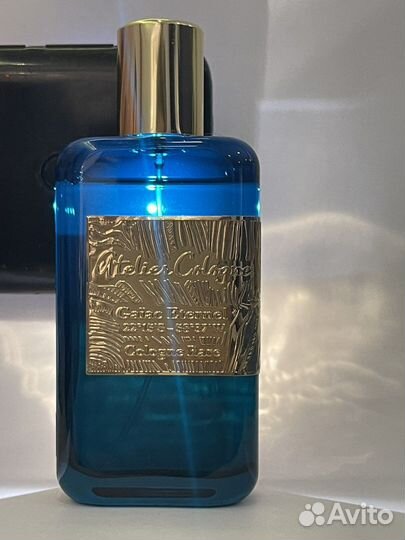 Atelier Cologne
Gaïac Eternel
Cologne Rare
Avito